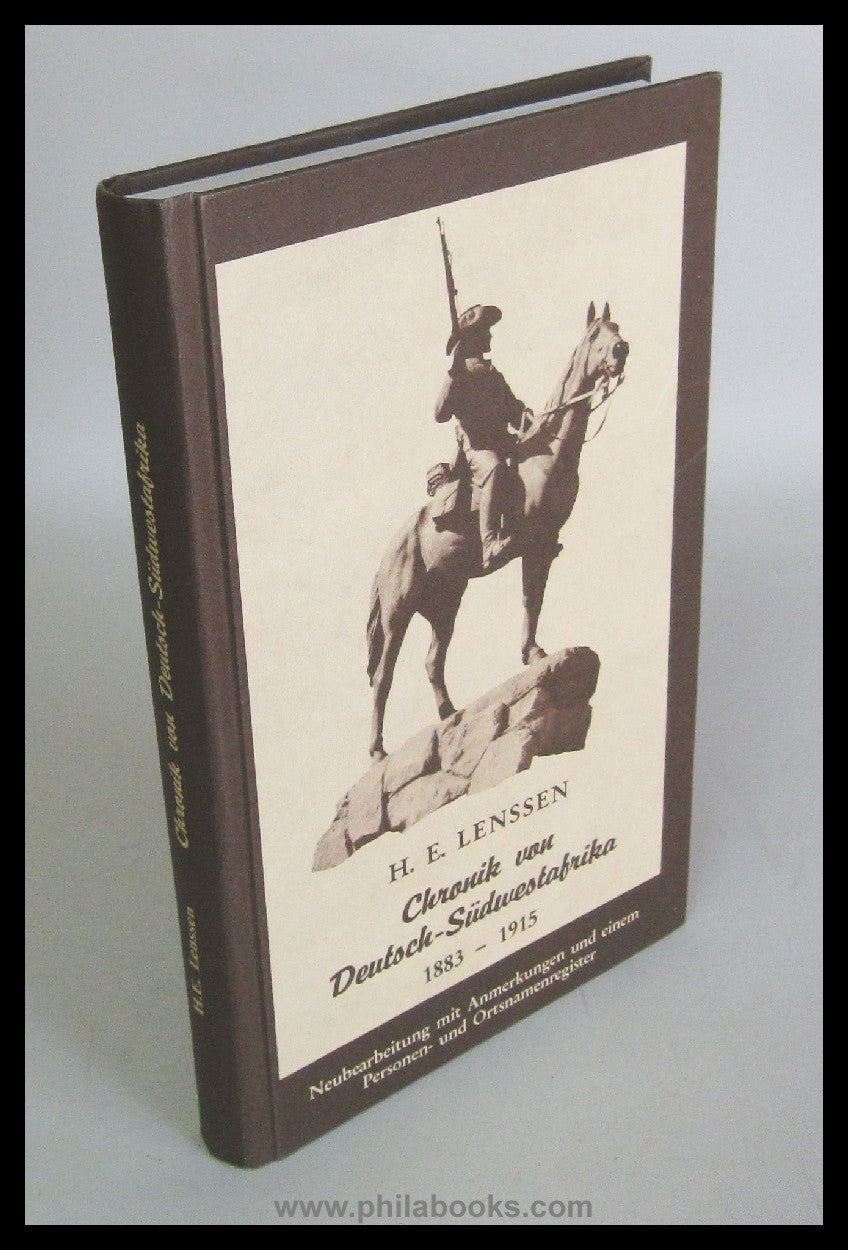 H. E. Lenssen Chronik von Deutsch-Südwestafrika
H. E. LENSSEN
Chronik von
Deutsch-Südwestafrika
1883 – 1915
Neubearbeitung mit Anmerkungen und einem
Personen- und Ortsnamenregister
www.philabooks.com